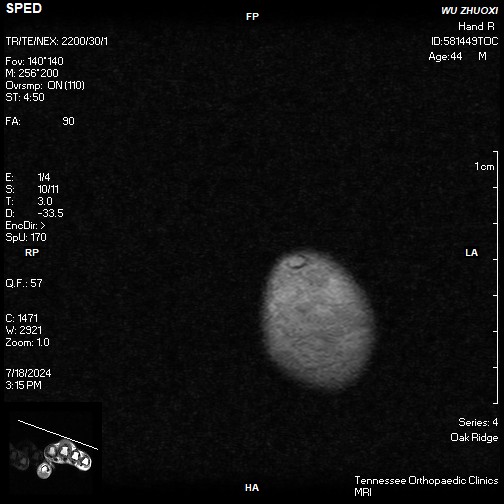 SPED
FP
WU ZHUOXI
Hand R
TR/TE/NEX: 2200/30/1
ID:581449TOC
Age:44 M
Fov: 140*140
M: 256*200
Ovrsmp: ON (110)
ST: 4:50
FA: 90
1cm
E: 1/4
S: 10/11
T: 3.0
D: -33.5
EncDir: >
SpU: 170
RP
LA
Q.F.: 57
C: 1471
W: 2921
Zoom: 1.0
7/18/2024
3:15 PM
Series: 4
Oak Ridge
Tennessee Orthopaedic Clinics
MRI
HA